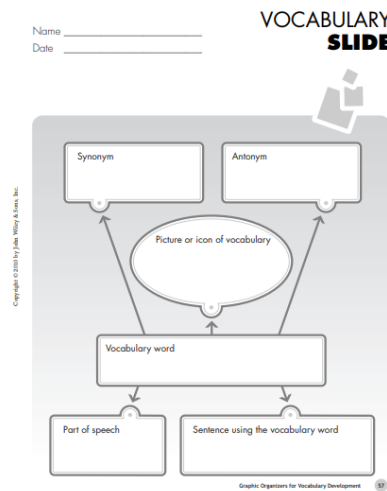 Name
Date
VOCABULARY
SLIDE
Synonym
Antonym
Picture or icon of vocabulary
Vocabulary word
Part of speech
Sentence using the vocabulary word
Copyright © 2010 by John Wiley & Sons, Inc.
Graphic Organizers for Vocabulary Development 57